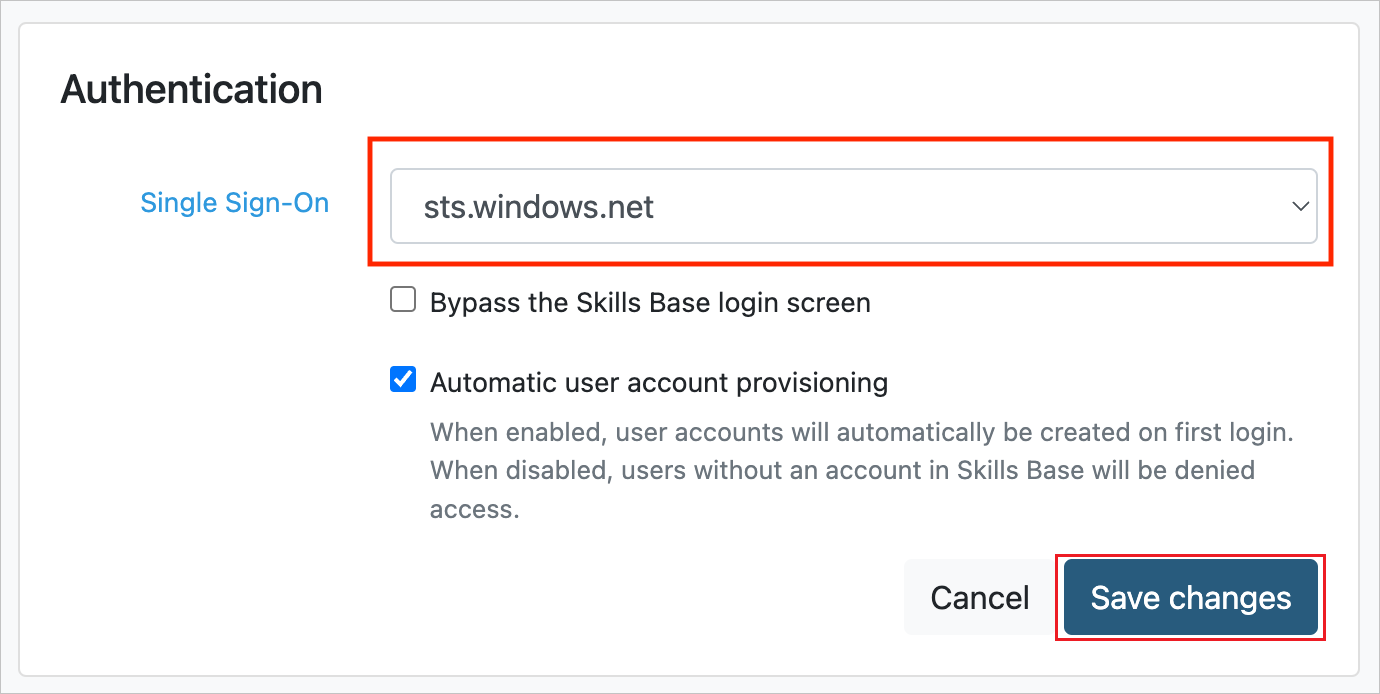 Authentication
Single Sign-On
sts.windows.net
Bypass the Skills Base login screen
Automatic user account provisioning
When enabled, user accounts will automatically be created on first login.
When disabled, users without an account in Skills Base will be denied
access.
Cancel
Save changes